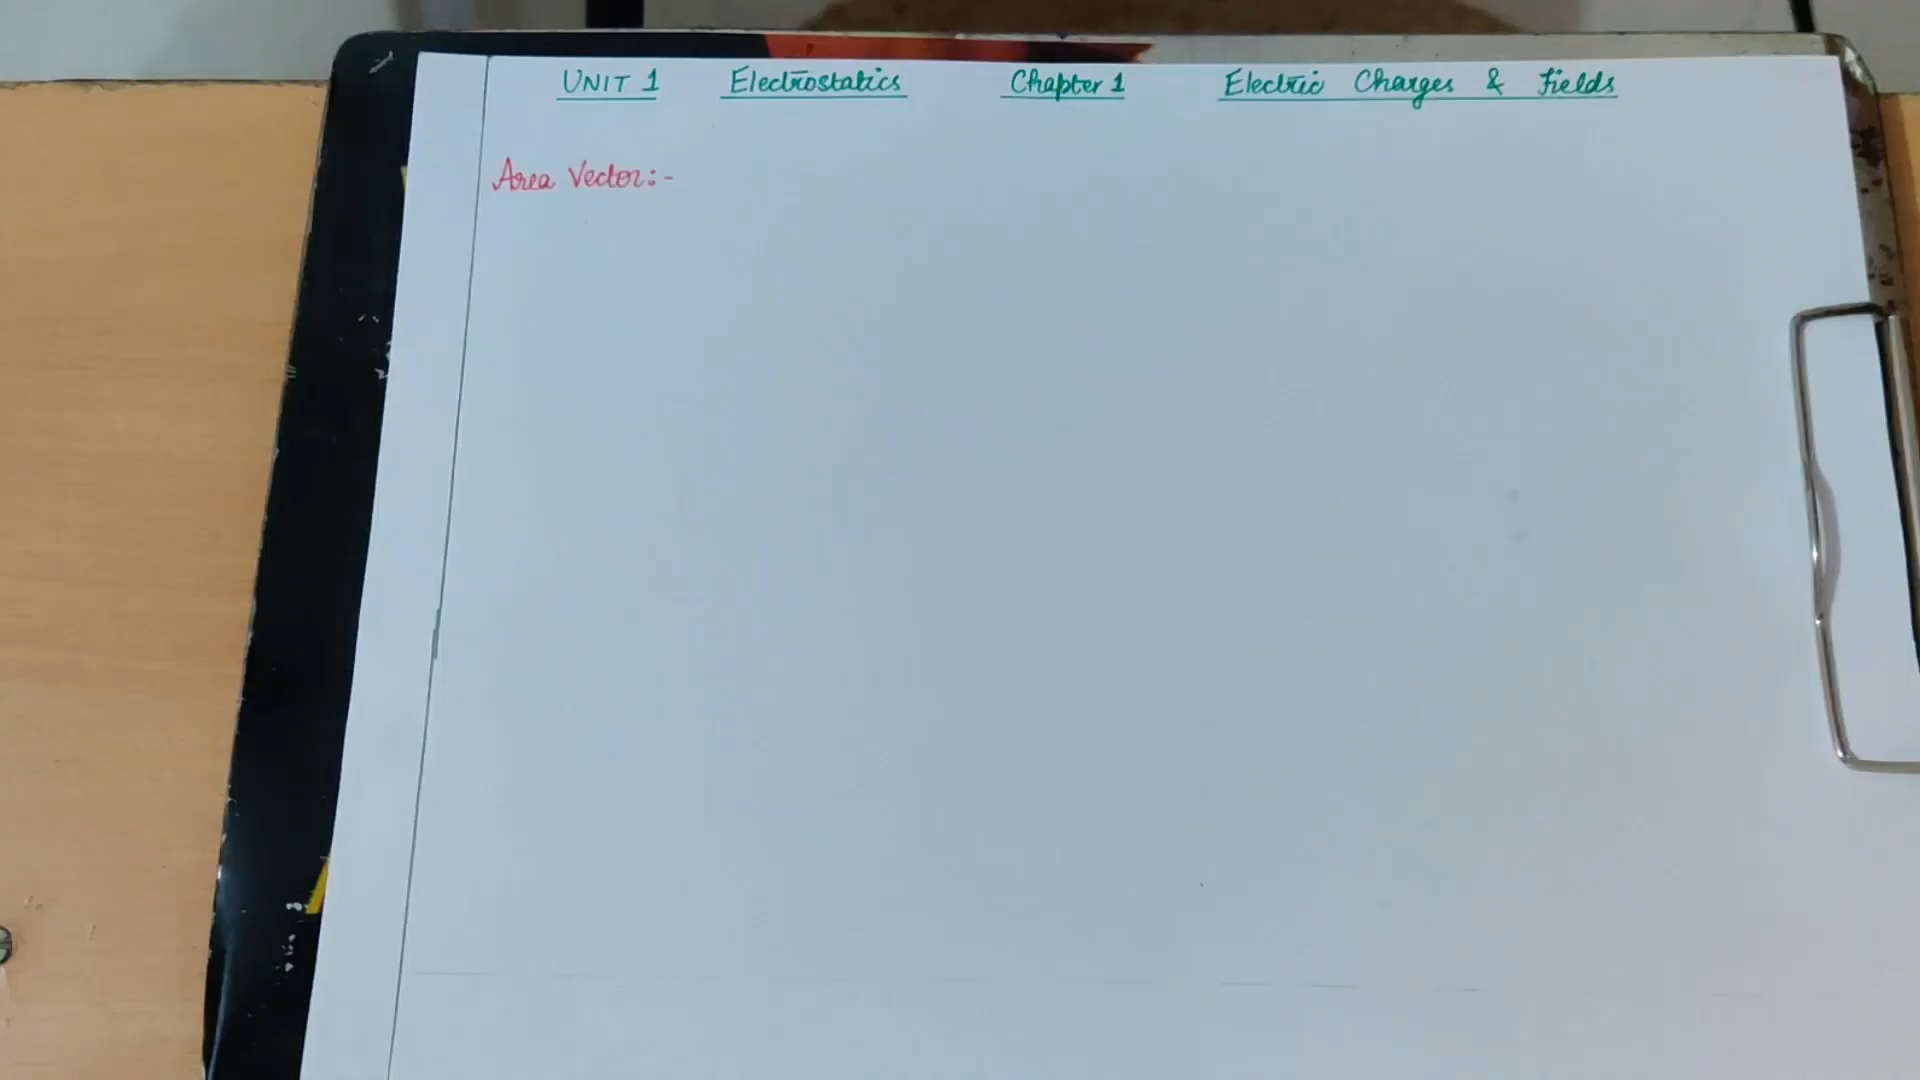 UNIT 1 Electrostatics Chapter 1 Electric Charges & Fields
Area Vector:-